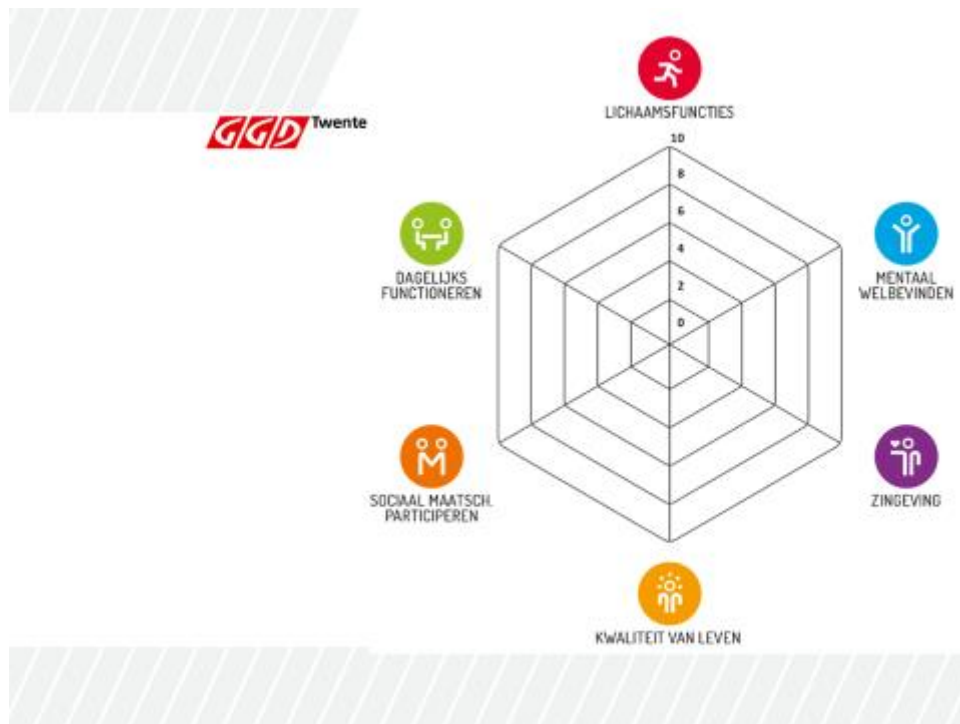 GGD Twente
LICHAAMSFUNCTIES
10
8
6
4
2
0
DAGELIJKS
FUNCTIONEREN
MENTAAL
WELBEVINDEN
SOCIAAL MAATSCH.
PARTICIPEREN
ZINGEVING
KWALITEIT VAN LEVEN